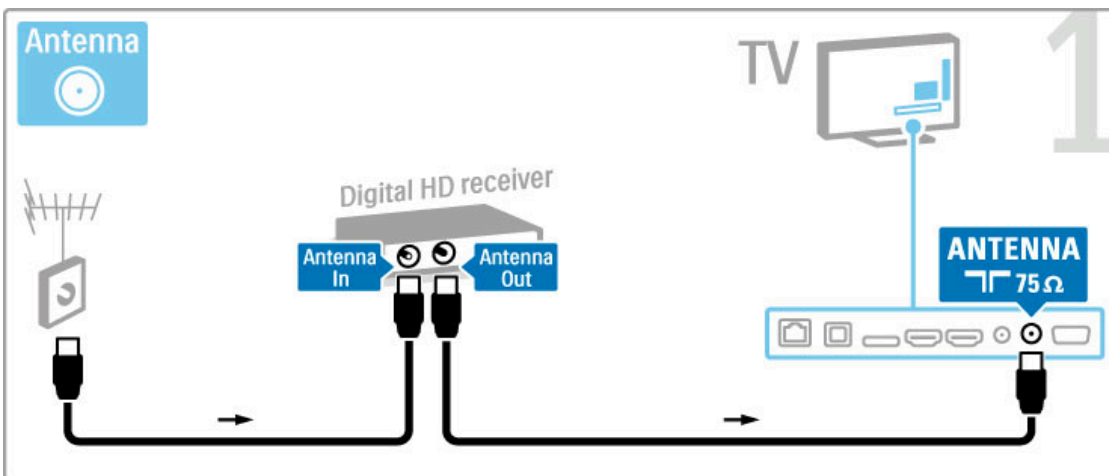 Antenna
TV
1
Digital HD receiver
Antenna
In
Antenna
Out
ANTENNA
75 Ω